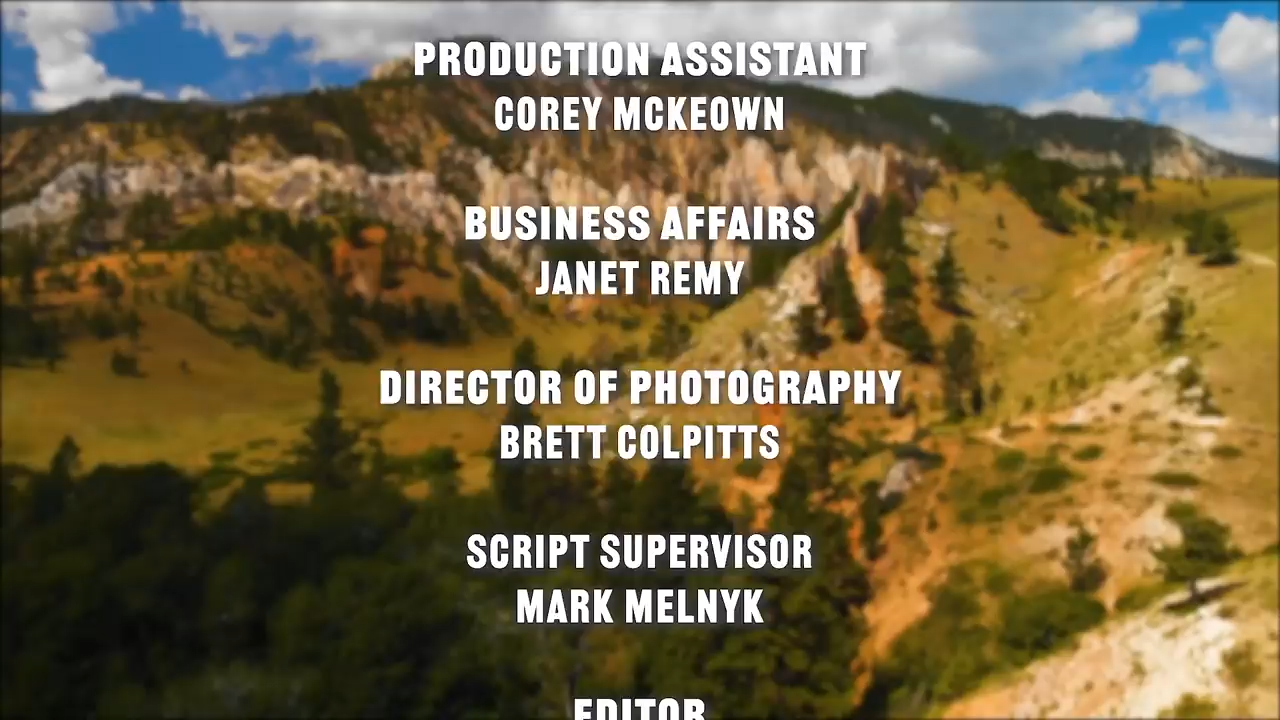 PRODUCTION ASSISTANT
COREY MCKEOWN
BUSINESS AFFAIRS
JANET REMY
DIRECTOR OF PHOTOGRAPHY
BRETT COLPITTS
SCRIPT SUPERVISOR
MARK MELNYK
EDITOR